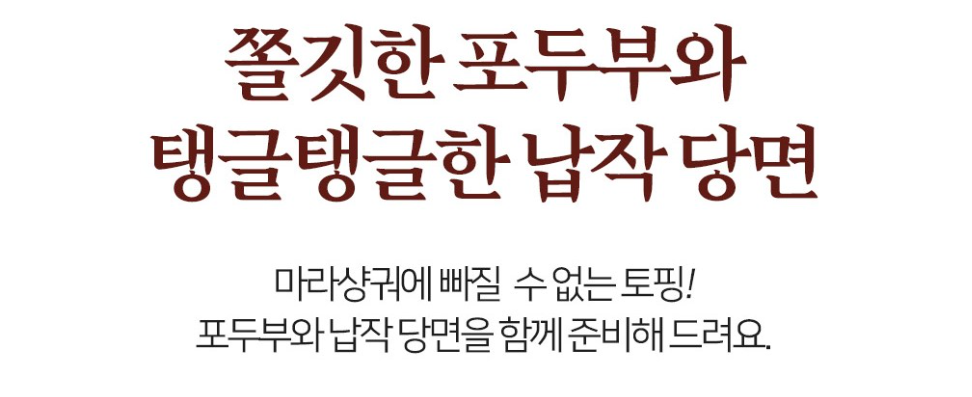 쫄깃한 포두부와
탱글탱글한 납작 당면
마라샹궈에 빠질 수 없는 토핑!
포두부와 납작 당면을 함께 준비해 드려요.